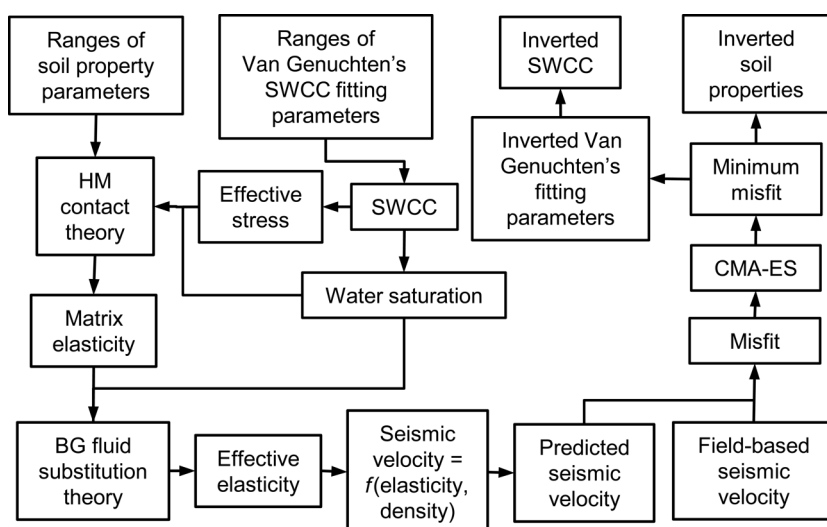 Ranges of
soil property
parameters
Ranges of
Van Genuchten's
SWCC fitting
parameters
Inverted
SWCC
Inverted
soil
properties
HM
contact
theory
Effective
stress
SWCC
Inverted Van
Genuchten's
fitting
parameters
Minimum
misfit
Water saturation
CMA-ES
Matrix
elasticity
Misfit
BG fluid
substitution
theory
Effective
elasticity
Seismic
velocity =
f(elasticity,
density)
Predicted
seismic
velocity
Field-based
seismic
velocity